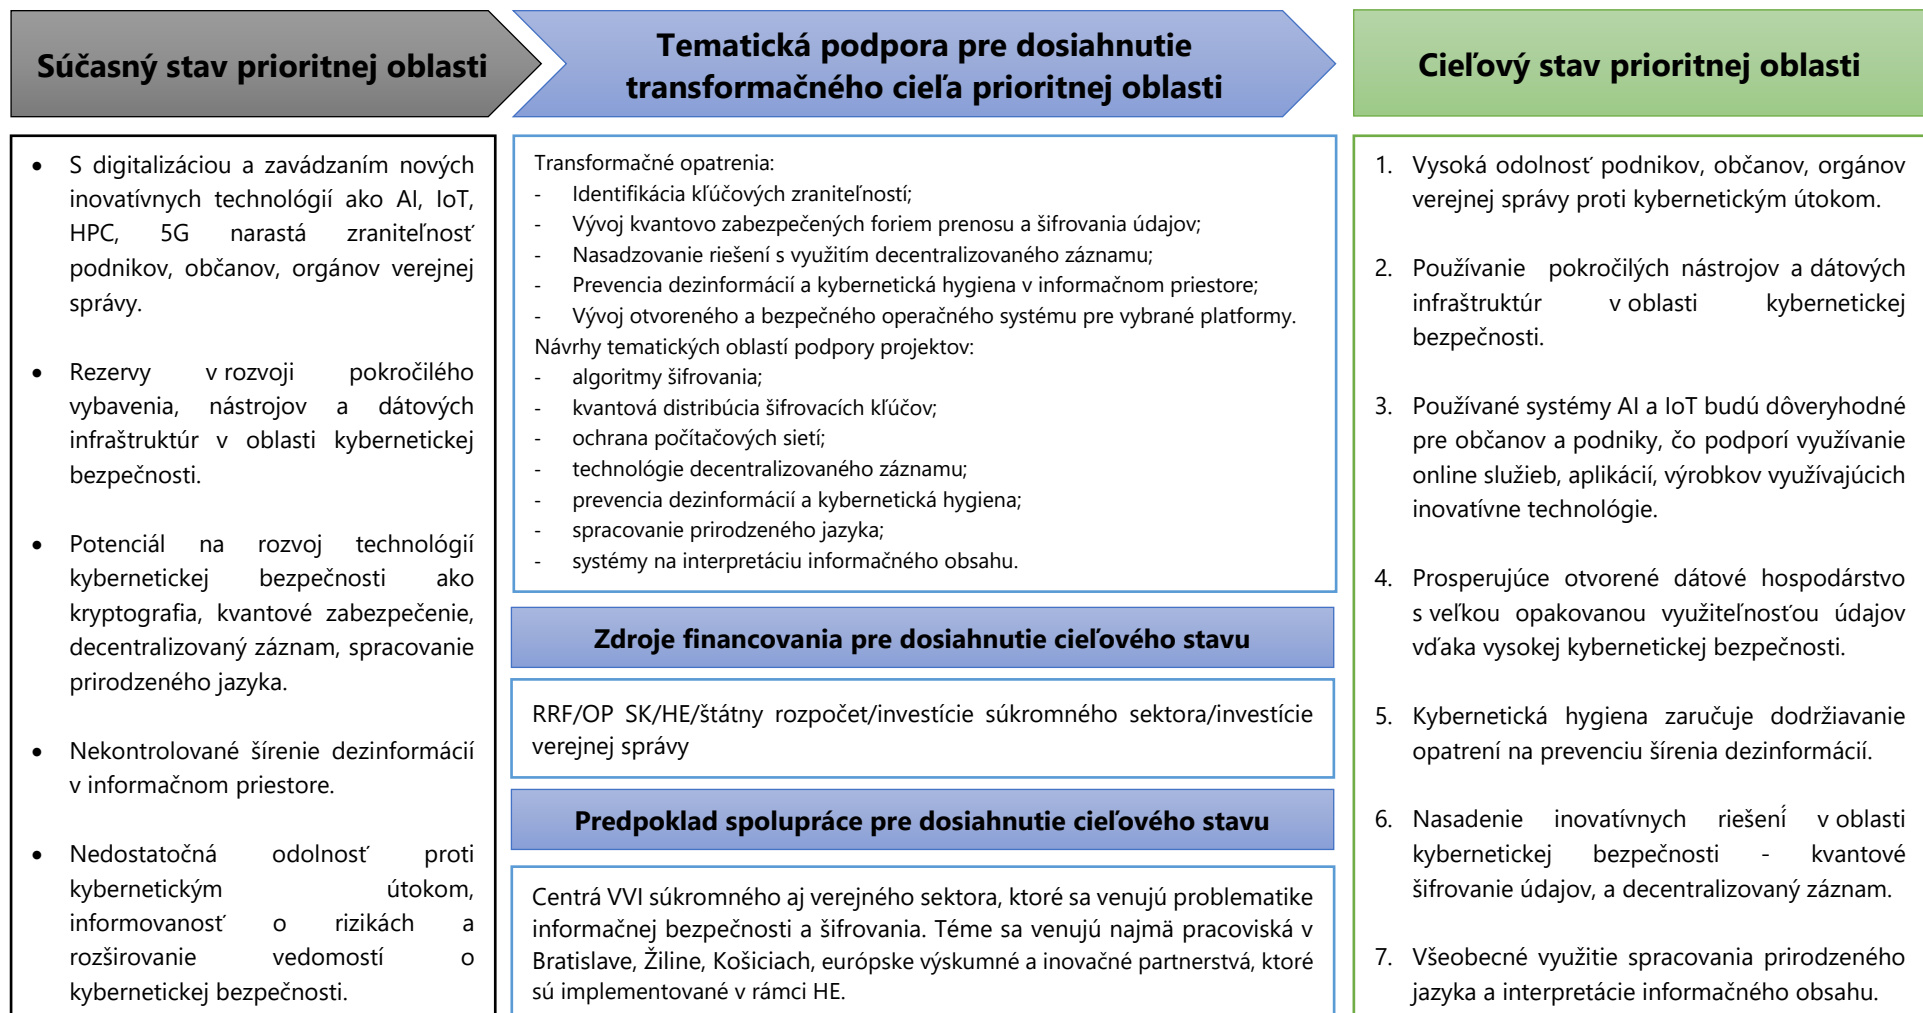 Súčasný stav prioritnej oblasti
Tematická podpora pre dosiahnutie
transformačného cieľa prioritnej oblasti
Cieľový stav prioritnej oblasti
• S digitalizáciou a zavádzaním nových
inovatívnych technológií ako AI, IoT,
HPC, 5G narastá zraniteľnosť
podnikov, občanov, orgánov verejnej
správy.
• Rezervy v rozvoji pokročilého
vybavenia, nástrojov a dátových
infraštruktúr v oblasti kybernetickej
bezpečnosti.
• Potenciál na rozvoj technológií
kybernetickej bezpečnosti ako
kryptografia, kvantové zabezpečenie,
decentralizovaný záznam, spracovanie
prirodzeného jazyka.
• Nekontrolované šírenie dezinformácií
v informačnom priestore.
• Nedostatočná odolnosť proti
kybernetickým útokom,
informovanosť o rizikách a
rozširovanie vedomostí o
kybernetickej bezpečnosti.
Transformačné opatrenia:
- Identifikácia kľúčových zraniteľností;
- Vývoj kvantovo zabezpečených foriem prenosu a šifrovania údajov;
- Nasadzovanie riešení s využitím decentralizovaného záznamu;
- Prevencia dezinformácií a kybernetická hygiena v informačnom priestore;
- Vývoj otvoreného a bezpečného operačného systému pre vybrané platformy.
Návrhy tematických oblastí podpory projektov:
- algoritmy šifrovania;
- kvantová distribúcia šifrovacích kľúčov;
- ochrana počítačových sietí;
- technológie decentralizovaného záznamu;
- prevencia dezinformácií a kybernetická hygiena;
- spracovanie prirodzeného jazyka;
- systémy na interpretáciu informačného obsahu.
Zdroje financovania pre dosiahnutie cieľového stavu
RRF/OP SK/HE/štátny rozpočet/investície súkromného sektora/investície
verejnej správy
Predpoklad spolupráce pre dosiahnutie cieľového stavu
Centrá VVI súkromného aj verejného sektora, ktoré sa venujú problematike
informačnej bezpečnosti a šifrovania. Téme sa venujú najmä pracoviská v
Bratislave, Žiline, Košiciach, európske výskumné a inovačné partnerstvá, ktoré
sú implementované v rámci HE.
1. Vysoká odolnosť podnikov, občanov, orgánov
verejnej správy proti kybernetickým útokom.
2. Používanie pokročilých nástrojov a dátových
infraštruktúr v oblasti kybernetickej
bezpečnosti.
3. Používané systémy AI a IoT budú dôveryhodné
pre občanov a podniky, čo podporí využívanie
online služieb, aplikácií, výrobkov využívajúcich
inovatívne technológie.
4. Prosperujúce otvorené dátové hospodárstvo
s veľkou opakovanou využiteľnosťou údajov
vďaka vysokej kybernetickej bezpečnosti.
5. Kybernetická hygiena zaručuje dodržiavanie
opatrení na prevenciu šírenia dezinformácií.
6. Nasadenie inovatívnych riešení v oblasti
kybernetickej bezpečnosti - kvantové
šifrovanie údajov, a decentralizovaný záznam.
7. Všeobecné využitie spracovania prirodzeného
jazyka a interpretácie informačného obsahu.